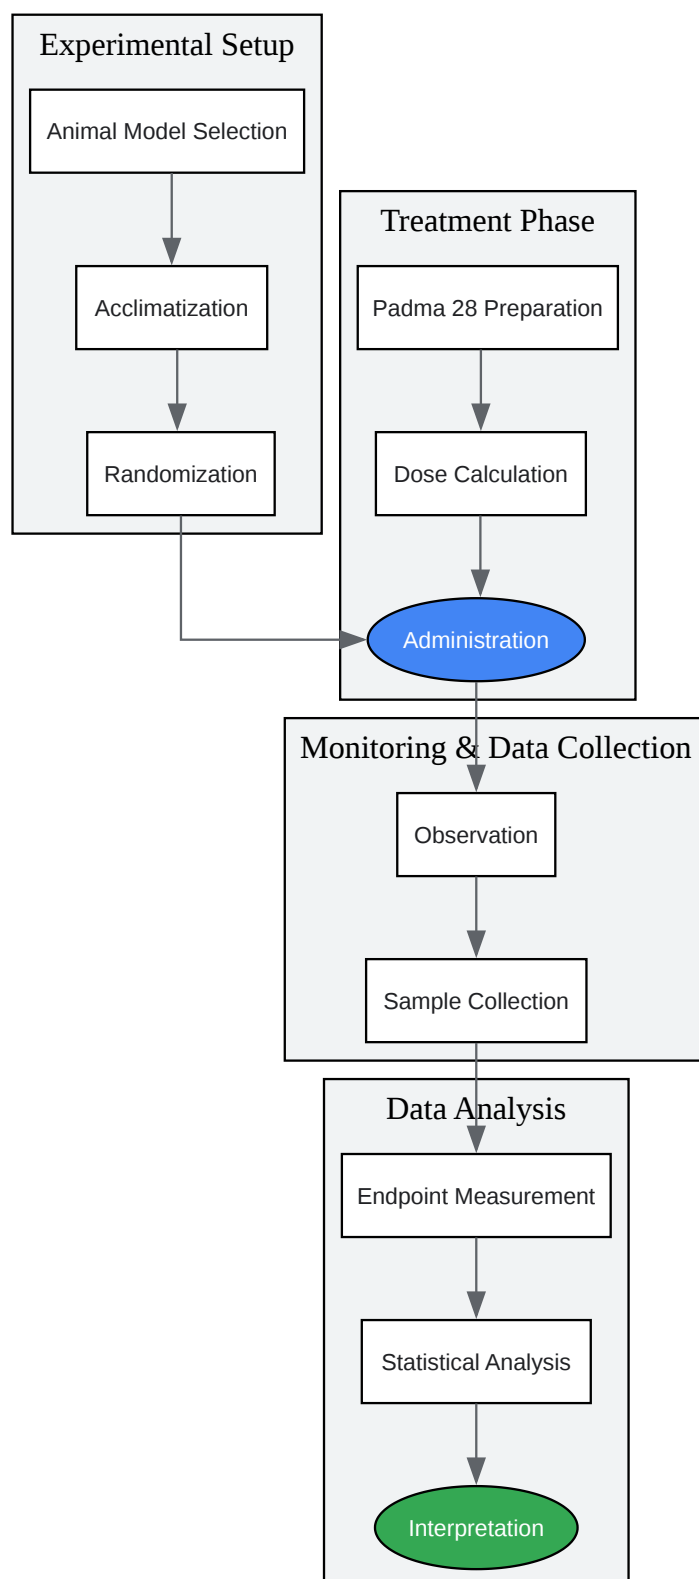 Experimental Setup
Animal Model Selection
Acclimatization
Randomization
Treatment Phase
Padma 28 Preparation
Dose Calculation
Administration
Monitoring & Data Collection
Observation
Sample Collection
Data Analysis
Endpoint Measurement
Statistical Analysis
Interpretation